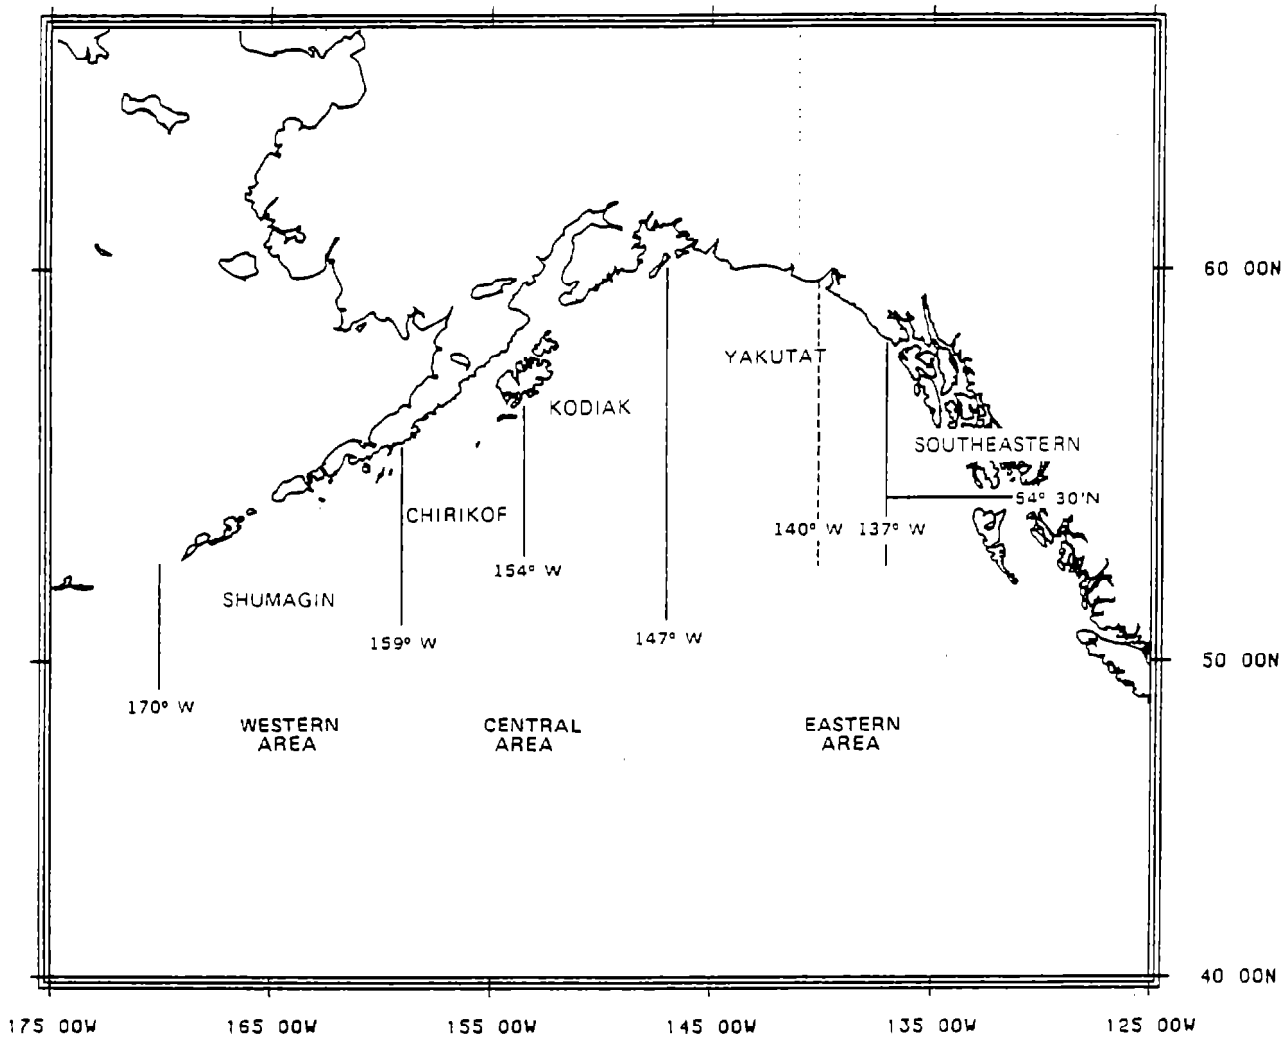 60 00N
YAKUTAT
KODIAK
SOUTHEASTERN
54° 30'N
CHIRIKOF
140° W
137° W
154° W
SHUMAGIN
159° W
147° W
50 00N
170° W
WESTERN
AREA
CENTRAL
AREA
EASTERN
AREA
40 00N
175 00W
165 00W
155 00W
145 00W
135 00W
125 00W